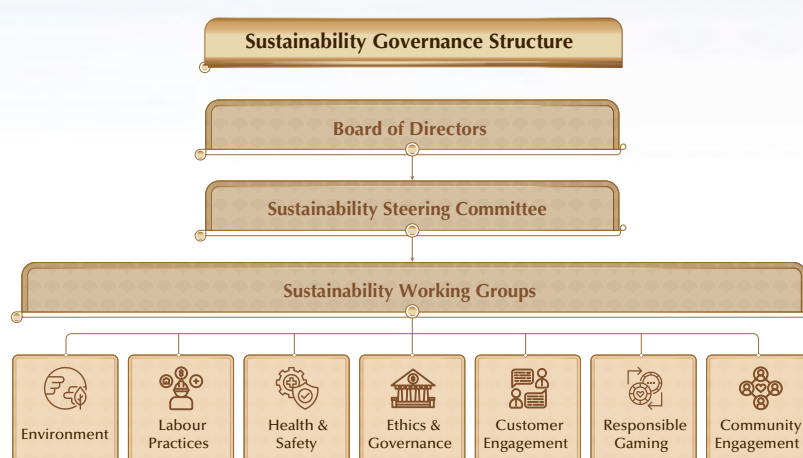 Sustainability Governance Structure
Board of Directors
Sustainability Steering Committee
Sustainability Working Groups
Environment
Labour
Practices
Health &
Safety
Ethics &
Governance
Customer
Engagement
Responsible
Gaming
Community
Engagement